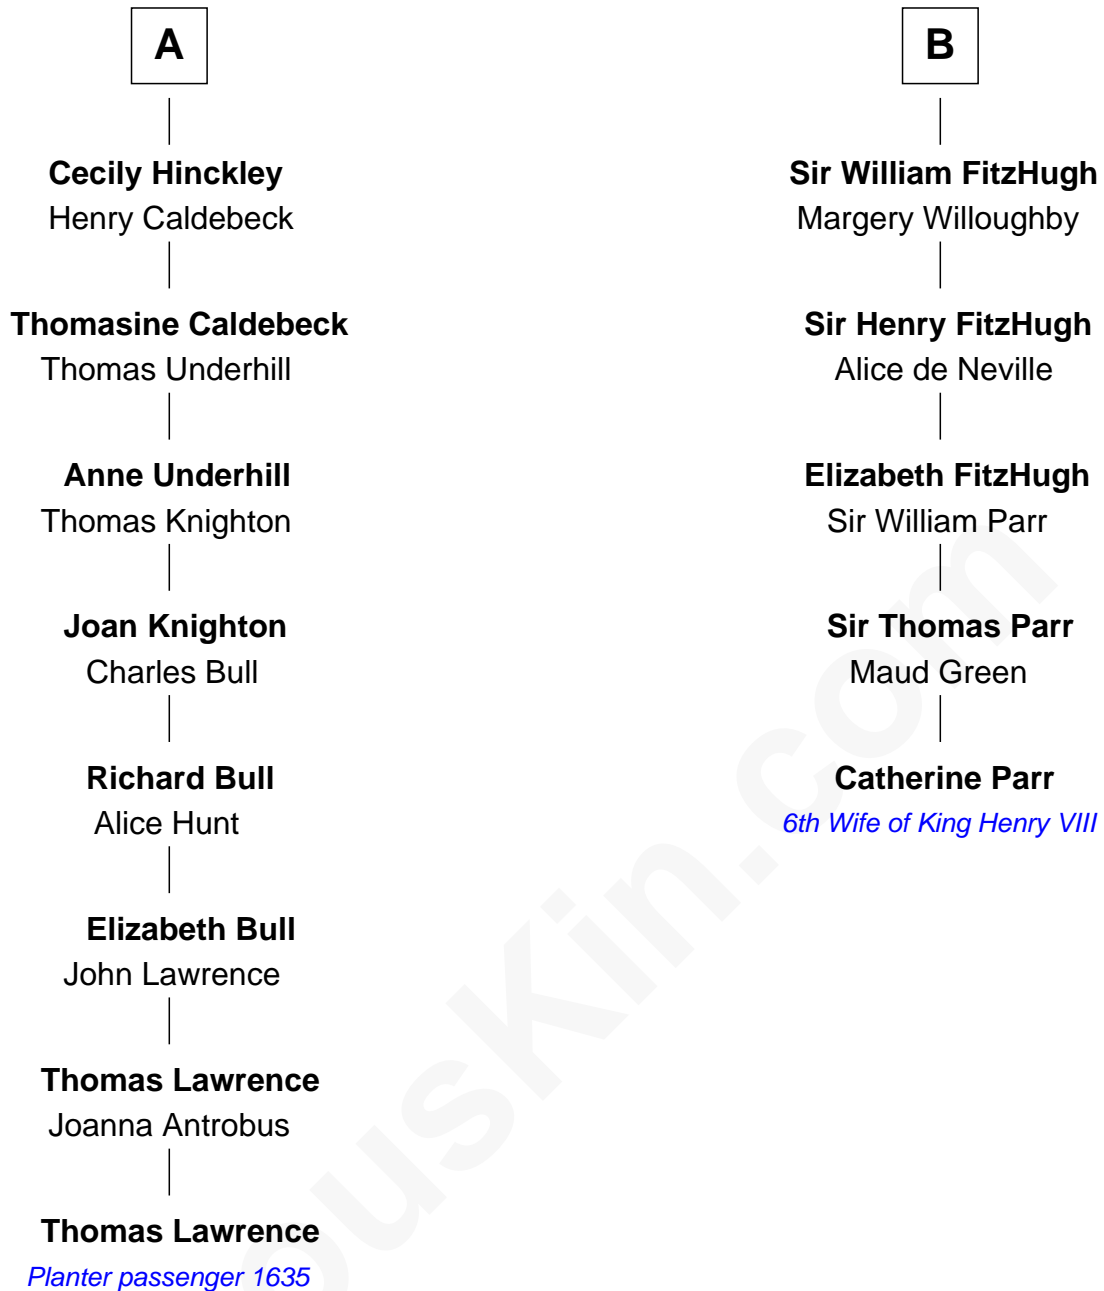 A
Cecily Hinckley
Henry Caldebeck
Thomasine Caldebeck
Thomas Underhill
Anne Underhill
Thomas Knighton
Joan Knighton
Charles Bull
Richard Bull
Alice Hunt
Elizabeth Bull
John Lawrence
Thomas Lawrence
Joanna Antrobus
Thomas Lawrence
Planter passenger 1635
B
Sir William FitzHugh
Margery Willoughby
Sir Henry FitzHugh
Alice de Neville
Elizabeth FitzHugh
Sir William Parr
Sir Thomas Parr
Maud Green
Catherine Parr
6th Wife of King Henry VIII
ousKin.com